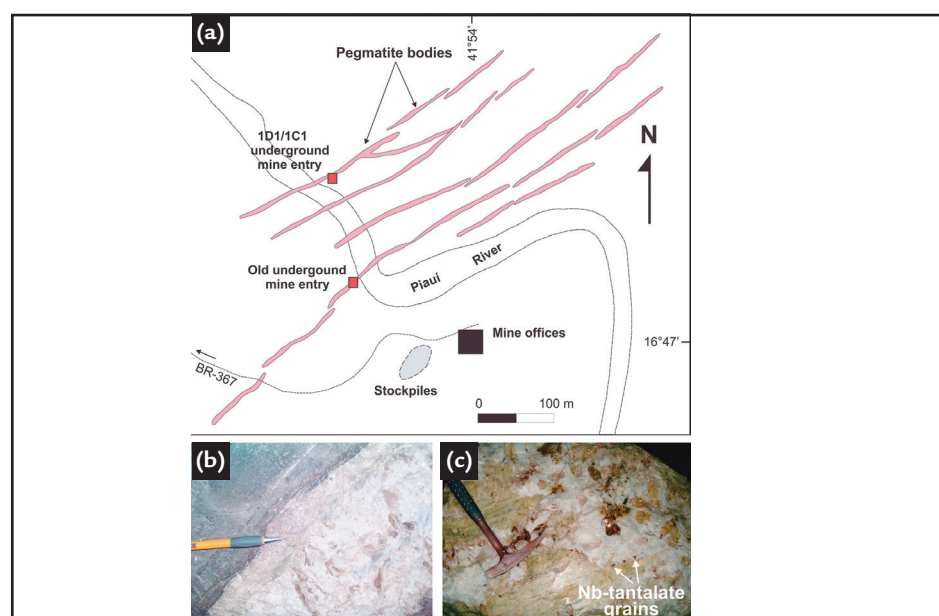 (a)
41°54'
Pegmatite bodies
1D1/1C1
underground
mine entry
N
Old undergound
mine entry
Piaui River
Mine offices
16°47'
BR-367
Stockpiles
0 100 m
(b)
(c)
Nb-tantalate
grains